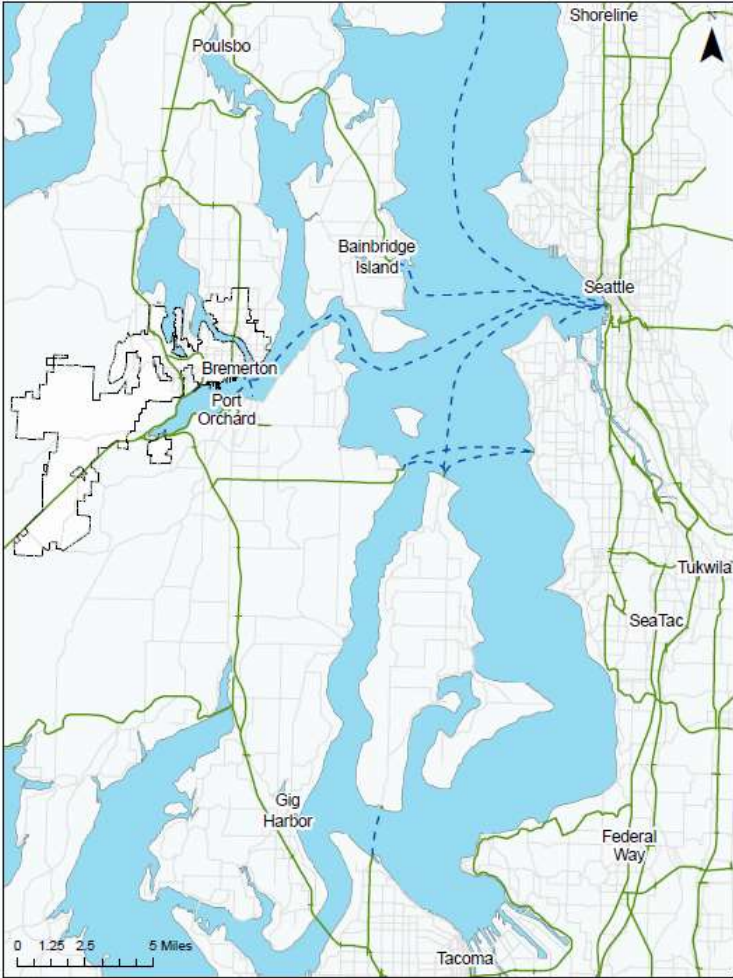 Shoreline
N
Poulsbo
Bainbridge
Island
Seattle
Bremerton
Port
Orchard
Tukwila
SeaTac
Gig
Harbor
Federal
Way
0 1.25 2.5 5 Miles
Tacoma